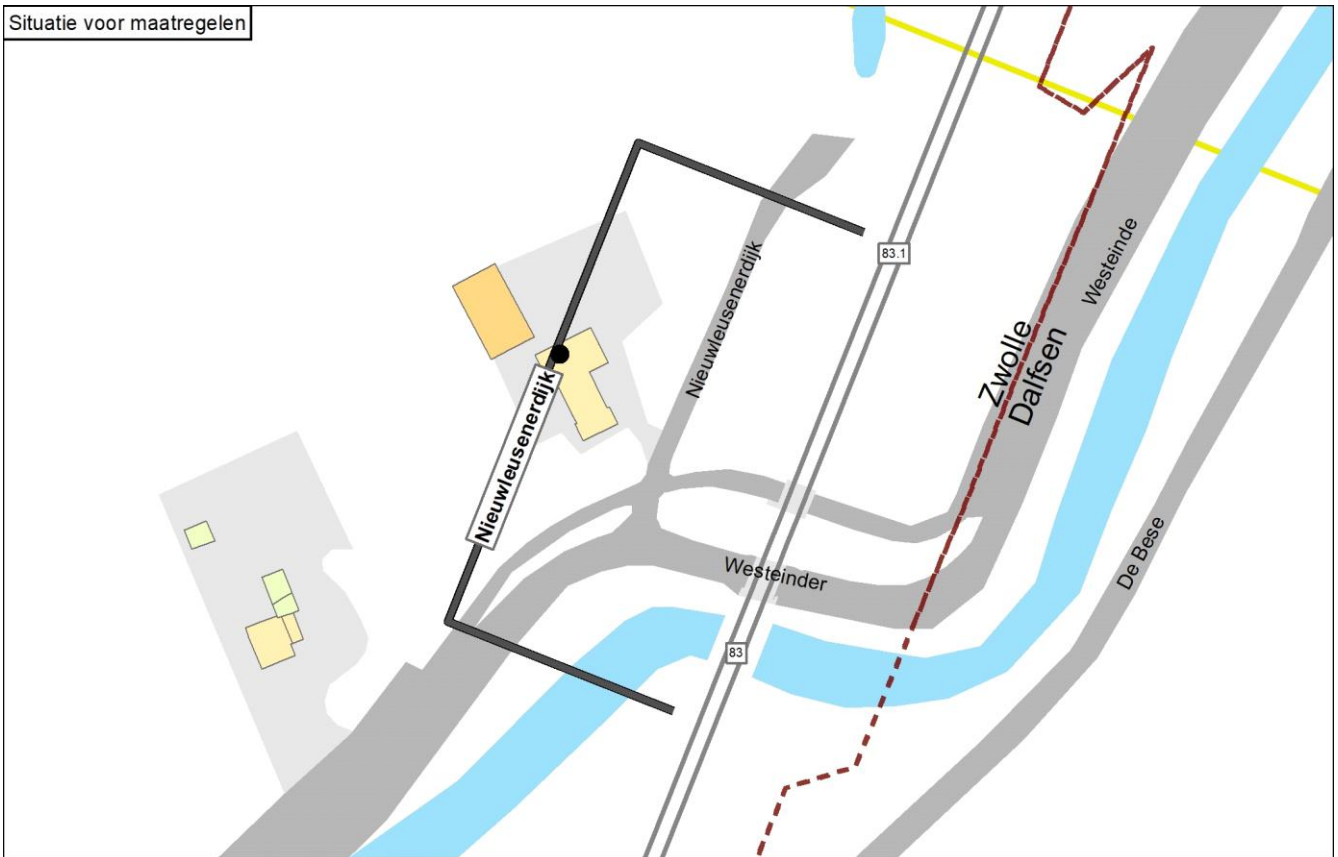 Situatie voor maatregelen
83.1
Westeinde
Nieuwleusenerdijk
Zwolle
Dalfsen
Nieuwleusenerdijk
De Bese
Westeinder
83